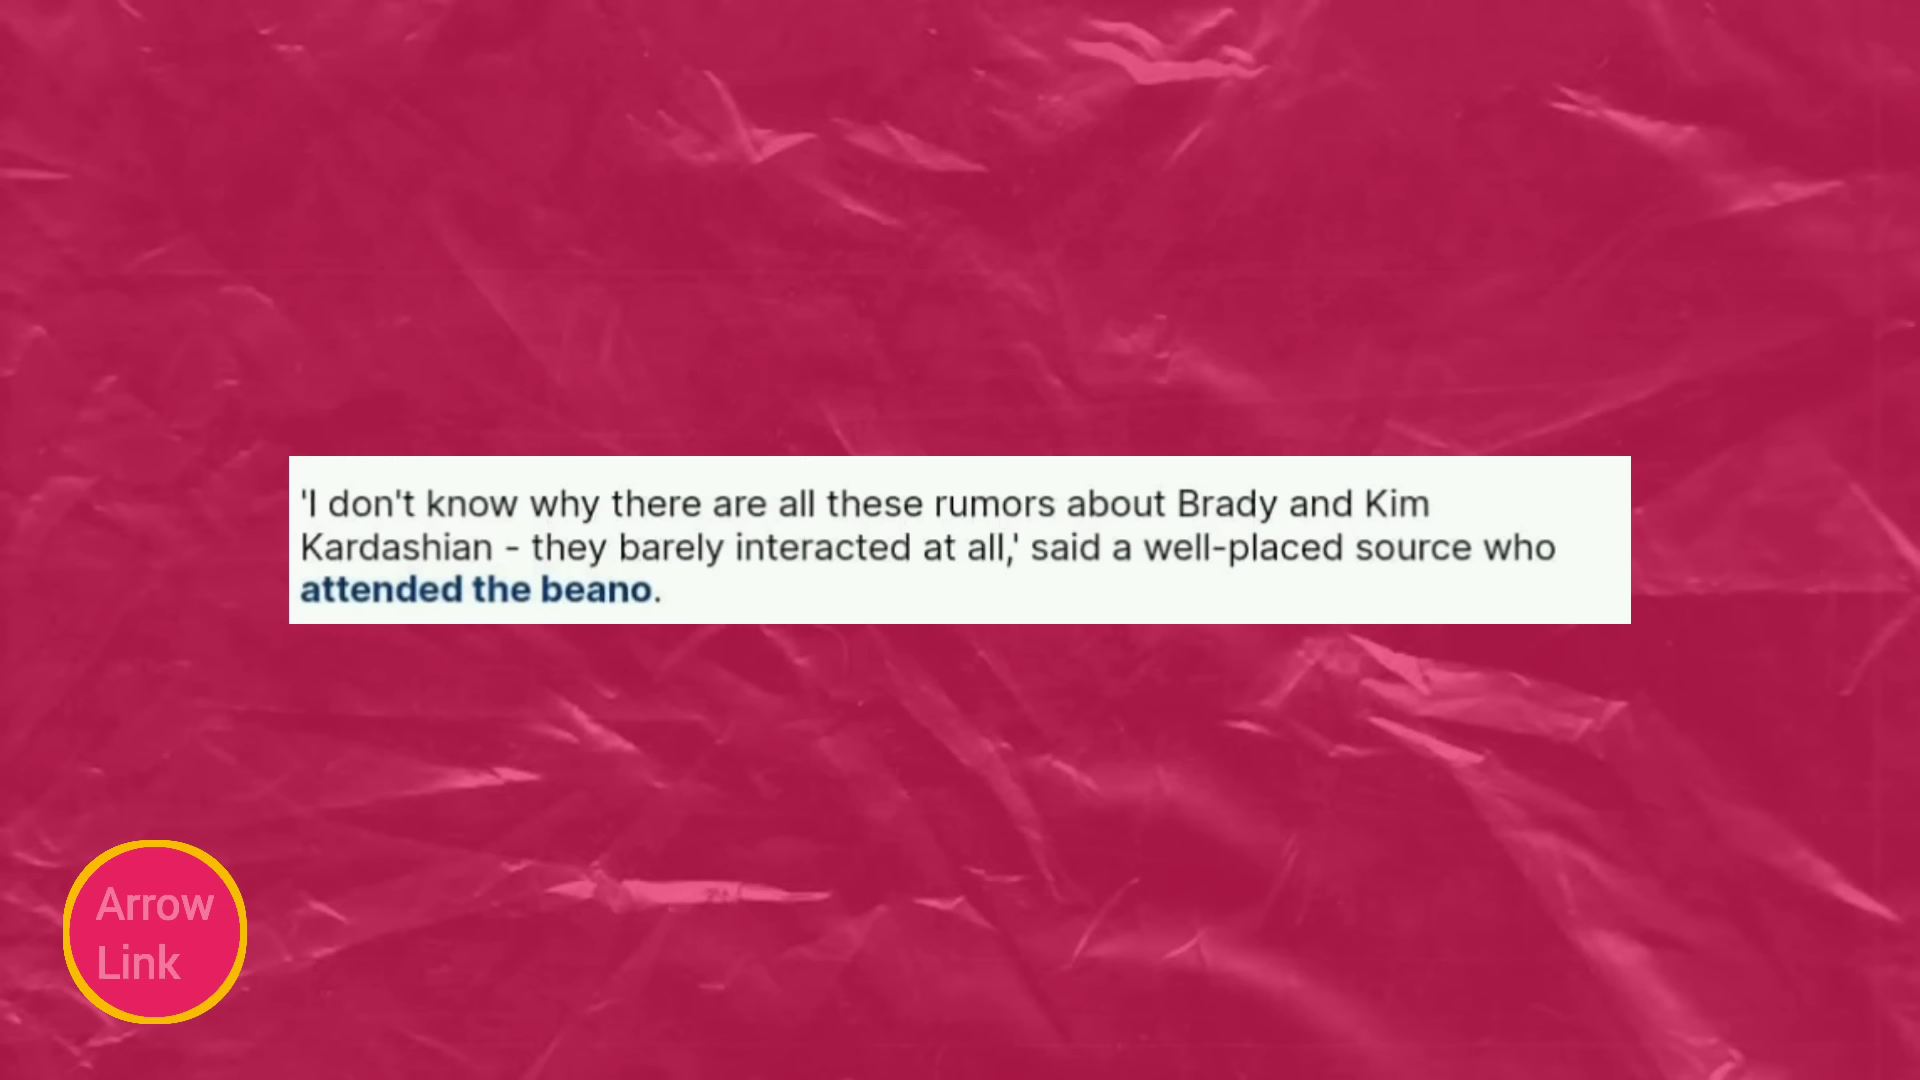 'I don't know why there are all these rumors about Brady and Kim
Kardashian - they barely interacted at all,' said a well-placed source who
attended the beano.
Arrow
Link